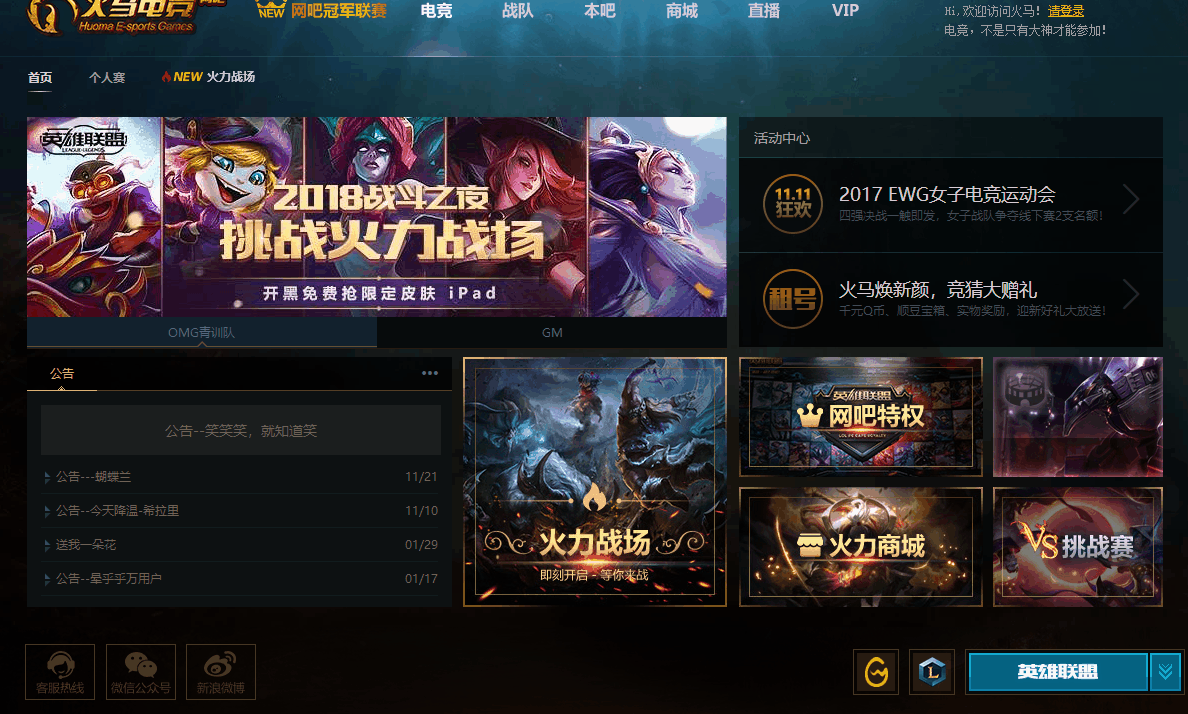 火马电竞
Huoma E-sports Games
NEW 网吧冠军联赛
电竞
战队
本吧
商城
直播
VIP
Hi,欢迎访问火马! 请登录
电竞，不是只有大神才能参加!
首页
个人赛
NEW 火力战场
英雄联盟
LEAGUE LEGENDS
2018战斗之夜
挑战火力战场
开黑免费抢限定皮肤 iPad
OMG青训队
GM
活动中心
11.11
狂欢
2017 EWG女子电竞运动会
四强决战一触即发，女子战队争夺线下赛2支名额!
租号
火马焕新颜，竞猜大赠礼
千元Q币、顺豆宝箱、实物奖励，迎新好礼大放送!
公告
公告--笑笑笑，就知道笑
公告---蝴蝶兰 11/21
公告--今天降温-希拉里 11/10
送我一朵花 01/29
公告--星乎乎万用户 01/17
火力战场
即刻开启 - 等你来战
英雄联盟
网吧特权
LOL PC CAFE LOYALTY
火力商城
VS挑战赛
客服热线
微信公众号
新浪微博
L
英雄联盟